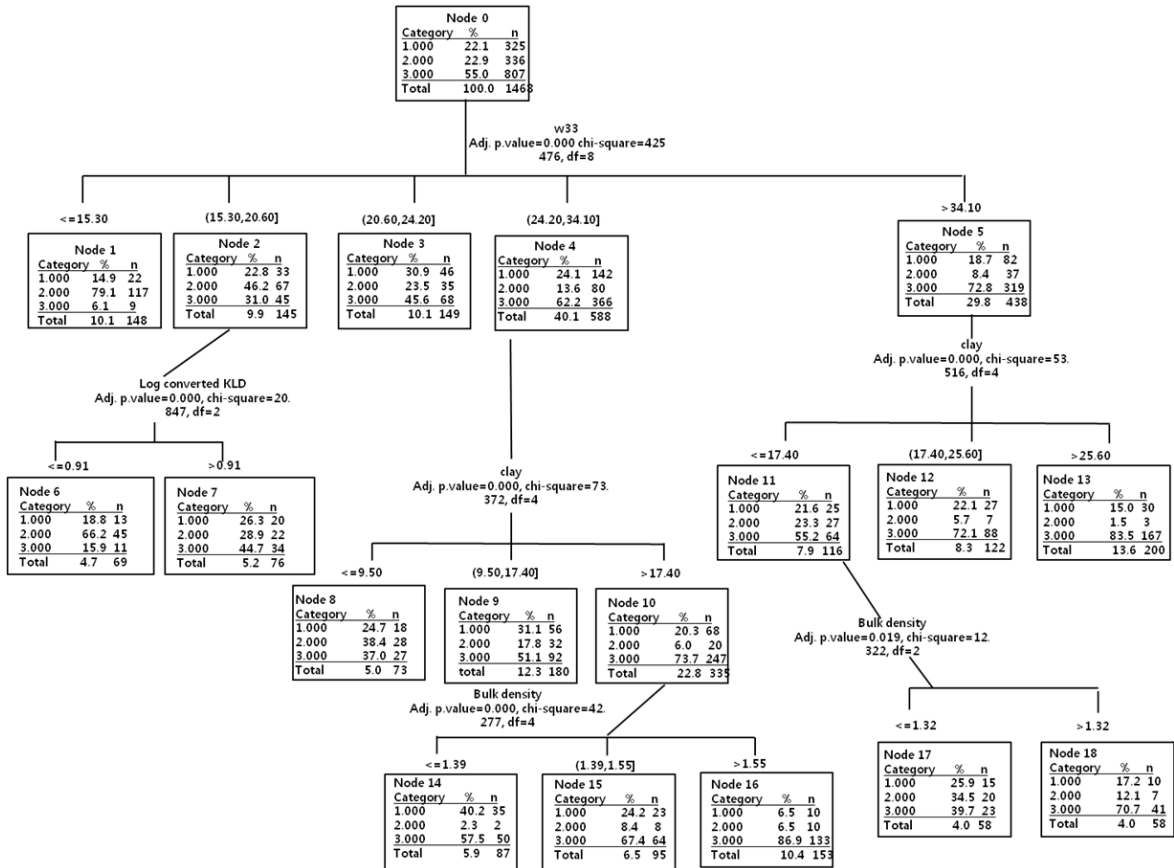 Node 0
Category % n
1.000 22.1 325
2.000 22.9 336
3.000 55.0 807
Total 100.0 1468
w33
Adj. p.value=0.000 chi-square=425
476, df=8
<=15.30
(15.30,20.60]
(20.60,24.20]
(24.20,34.10]
>34.10
Node 1
Category % n
1.000 14.9 22
2.000 79.1 117
3.000 6.1 9
Total 10.1 148
Node 2
Category % n
1.000 22.8 33
2.000 46.2 67
3.000 31.0 45
Total 9.9 145
Node 3
Category % n
1.000 30.9 46
2.000 23.5 35
3.000 45.6 68
Total 10.1 149
Node 4
Category % n
1.000 24.1 142
2.000 13.6 80
3.000 62.2 366
Total 40.1 588
Node 5
Category % n
1.000 18.7 82
2.000 8.4 37
3.000 72.8 319
Total 29.8 438
Log converted KLD
Adj. p.value=0.000, chi-square=20.
847, df=2
<=0.91
>0.91
Node 6
Category % n
1.000 18.8 13
2.000 66.2 45
3.000 15.9 11
Total 4.7 69
Node 7
Category % n
1.000 26.3 20
2.000 28.9 22
3.000 44.7 34
Total 5.2 76
clay
Adj. p.value=0.000, chi-square=73.
372, df=4
<=9.50
(9.50,17.40]
>17.40
Node 8
Category % n
1.000 24.7 18
2.000 38.4 28
3.000 37.0 27
Total 5.0 73
Node 9
Category % n
1.000 31.1 56
2.000 17.8 32
3.000 51.1 92
total 12.3 180
Node 10
Category % n
1.000 20.3 68
2.000 6.0 20
3.000 73.7 247
Total 22.8 335
clay
Adj. p.value=0.000, chi-square=53.
516, df=4
<=17.40
(17.40,25.60]
>25.60
Node 11
Category % n
1.000 21.6 25
2.000 23.3 27
3.000 55.2 64
Total 7.9 116
Node 12
Category % n
1.000 22.1 27
2.000 5.7 7
3.000 72.1 88
Total 8.3 122
Node 13
Category % n
1.000 15.0 30
2.000 1.5 3
3.000 83.5 167
Total 13.6 200
Bulk density
Adj. p.value=0.000, chi-square=42.
277, df=4
<=1.39
(1.39,1.55]
>1.55
Node 14
Category % n
1.000 40.2 35
2.000 2.3 2
3.000 57.5 50
Total 5.9 87
Node 15
Category % n
1.000 24.2 23
2.000 8.4 8
3.000 67.4 64
Total 6.5 95
Node 16
Category % n
1.000 6.5 10
2.000 6.5 10
3.000 86.9 133
Total 10.4 153
Bulk density
Adj. p.value=0.019, chi-square=12.
322, df=2
<=1.32
>1.32
Node 17
Category % n
1.000 25.9 15
2.000 34.5 20
3.000 39.7 23
Total 4.0 58
Node 18
Category % n
1.000 17.2 10
2.000 12.1 7
3.000 70.7 41
Total 4.0 58